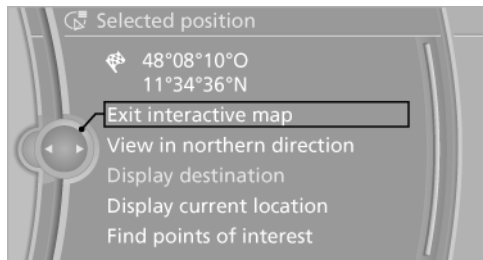 Selected position
48°08'10"O
11°34'36"N
Exit interactive map
View in northern direction
Display destination
Display current location
Find points of interest